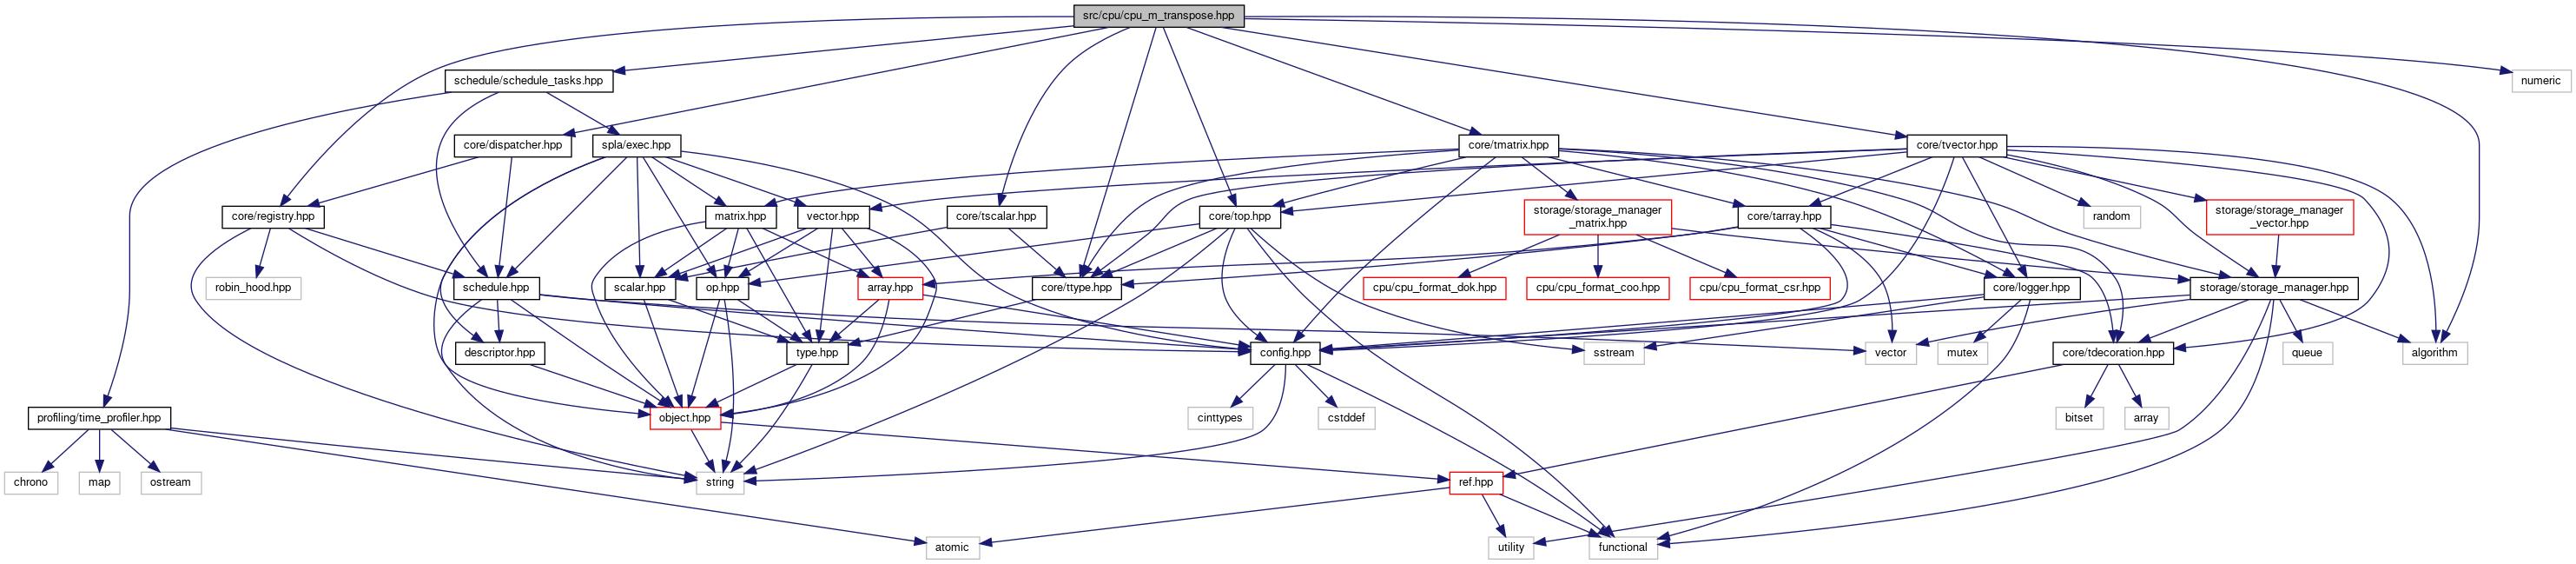 src/cpu/cpu_m_transpose.hpp
schedule/schedule_tasks.hpp
numeric
core/dispatcher.hpp
spla/exec.hpp
core/tmatrix.hpp
core/tvector.hpp
core/registry.hpp
matrix.hpp
vector.hpp
core/tscalar.hpp
core/top.hpp
storage/storage_manager
_matrix.hpp
core/tarray.hpp
random
storage/storage_manager
_vector.hpp
robin_hood.hpp
schedule.hpp
scalar.hpp
op.hpp
array.hpp
core/ttype.hpp
cpu/cpu_format_dok.hpp
cpu/cpu_format_coo.hpp
cpu/cpu_format_csr.hpp
core/logger.hpp
storage/storage_manager.hpp
descriptor.hpp
type.hpp
config.hpp
sstream
vector
mutex
core/tdecoration.hpp
queue
algorithm
profiling/time_profiler.hpp
object.hpp
cinttypes
cstddef
bitset
array
chrono
map
ostream
string
ref.hpp
atomic
utility
functional